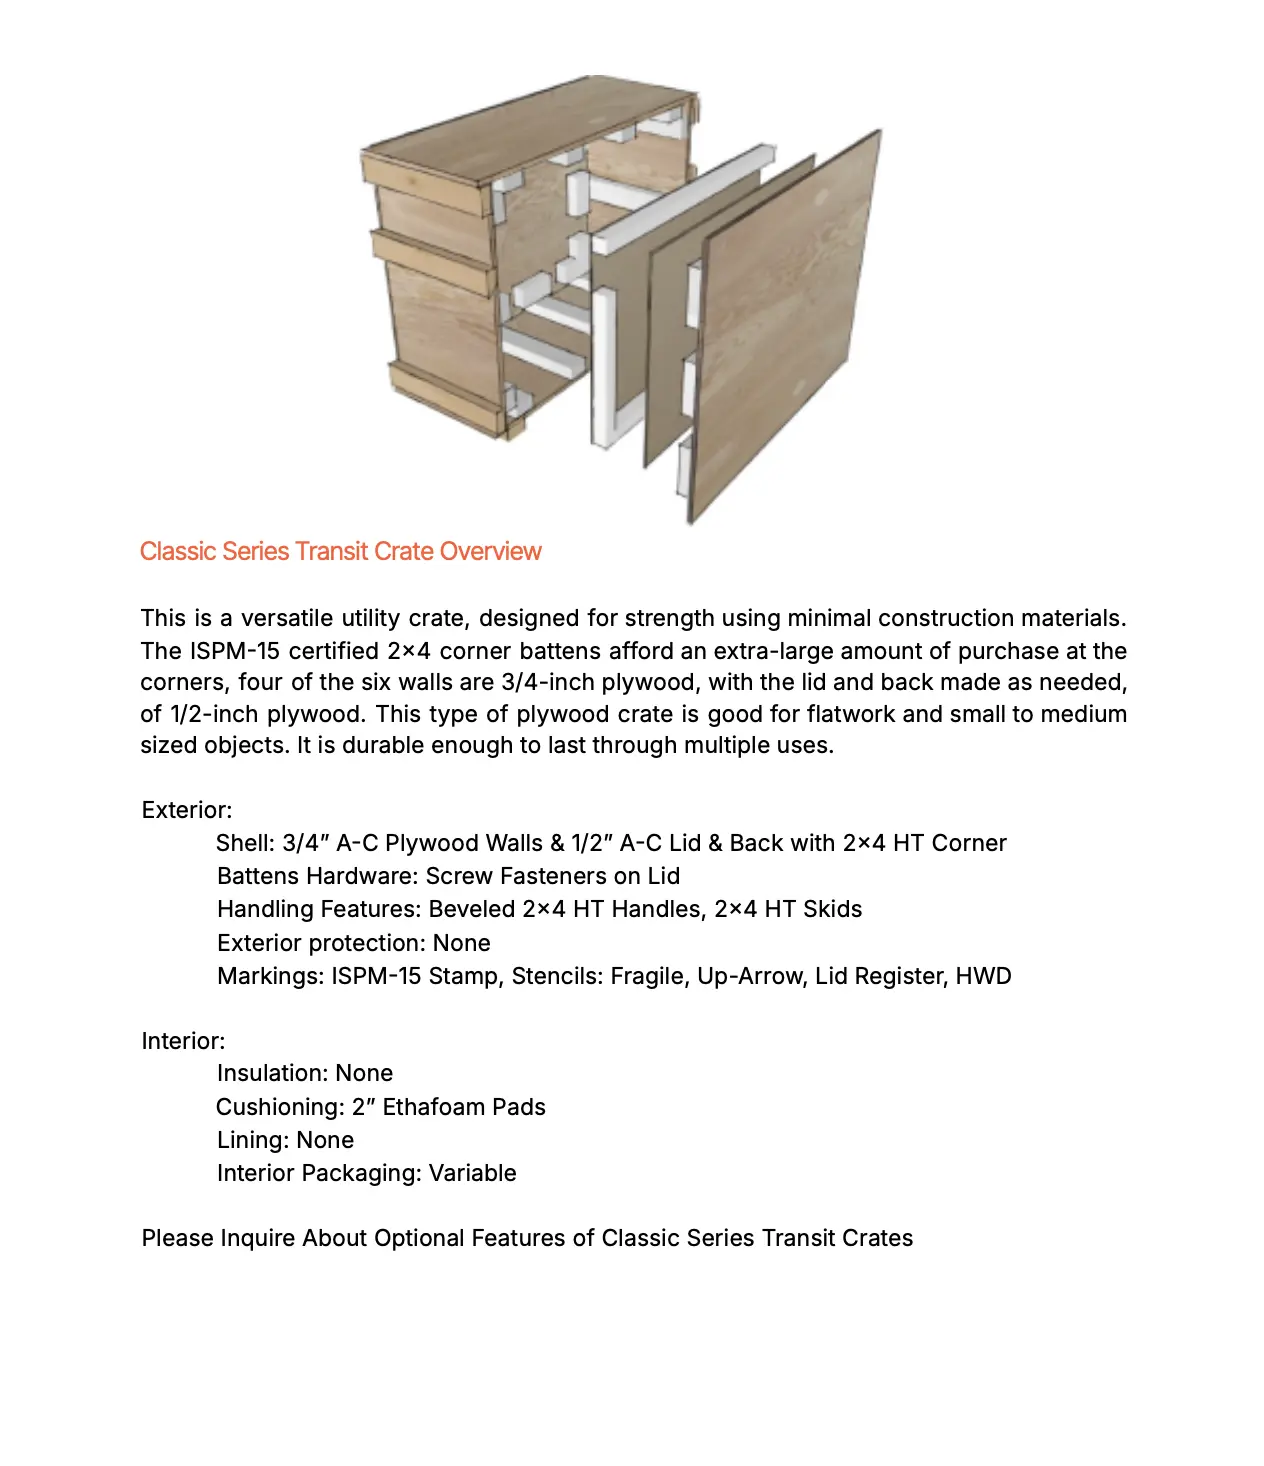 Classic Series Transit Crate Overview
This is a versatile utility crate, designed for strength using minimal construction materials.
The ISPM-15 certified 2×4 corner battens afford an extra-large amount of purchase at the
corners, four of the six walls are 3/4-inch plywood, with the lid and back made as needed,
of 1/2-inch plywood. This type of plywood crate is good for flatwork and small to medium
sized objects. It is durable enough to last through multiple uses.
Exterior:
Shell: 3/4” A-C Plywood Walls & 1/2” A-C Lid & Back with 2×4 HT Corner
Battens Hardware: Screw Fasteners on Lid
Handling Features: Beveled 2×4 HT Handles, 2×4 HT Skids
Exterior protection: None
Markings: ISPM-15 Stamp, Stencils: Fragile, Up-Arrow, Lid Register, HWD
Interior:
Insulation: None
Cushioning: 2” Ethafoam Pads
Lining: None
Interior Packaging: Variable
Please Inquire About Optional Features of Classic Series Transit Crates